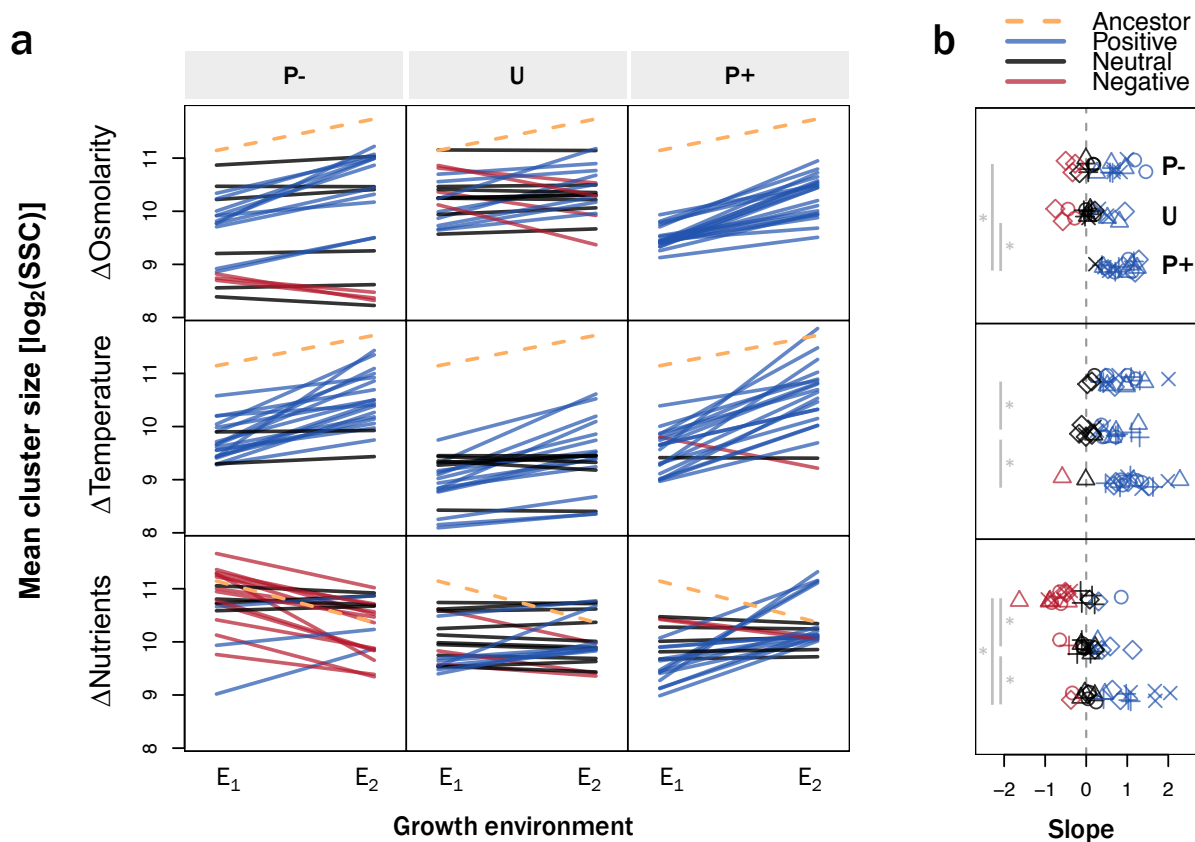 a
b
Ancestor
Positive
Neutral
Negative
P-
U
P+
Mean cluster size [log₂(SSC)]
ΔOsmolarity
11
10
9
8
ΔTemperature
11
10
9
8
ΔNutrients
11
10
9
8
E₁
E₂
E₁
E₂
E₁
E₂
Growth environment
P-
U
P+
*
*
*
*
*
*
*
−2
−1
0
1
2
Slope